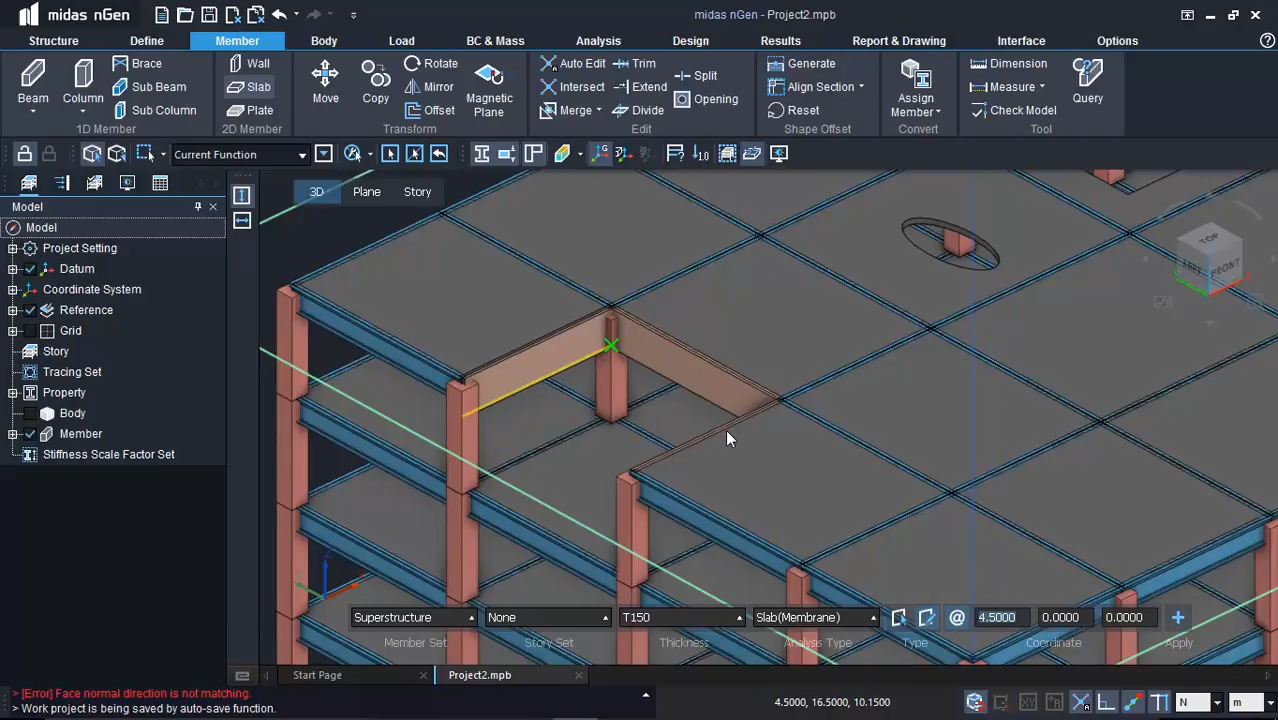 midas nGen
midas nGen - Project2.mpb
Structure Define Member Body Load BC & Mass Analysis Design Results Report & Drawing Interface Options
Brace Wall Rotate Auto Edit Trim Generate Dimension
Split
Beam Column Sub Beam Slab Move Copy Mirror Magnetic Plane Intersect Extend Align Section Assign Member Measure Query
Opening
Sub Column Plate Offset Merge Divide Reset Check Model
1D Member 2D Member Transform Edit Shape Offset Convert Tool
Current Function
Model
3D Plane Story
Model
Project Setting
Datum
Coordinate System
Reference
Grid
Story
Tracing Set
Property
Body
Member
Stiffness Scale Factor Set
TOP
LEFT FRONT
Superstructure None T150 Slab(Membrane) @ 4.5000 0.0000 0.0000
Member Set Story Set Thickness Analysis Type Type Coordinate Apply
Start Page Project2.mpb
> [Error] Face normal direction is not matching.
> Work project is being saved by auto-save function.
4.5000, 16.5000, 10.1500
N m